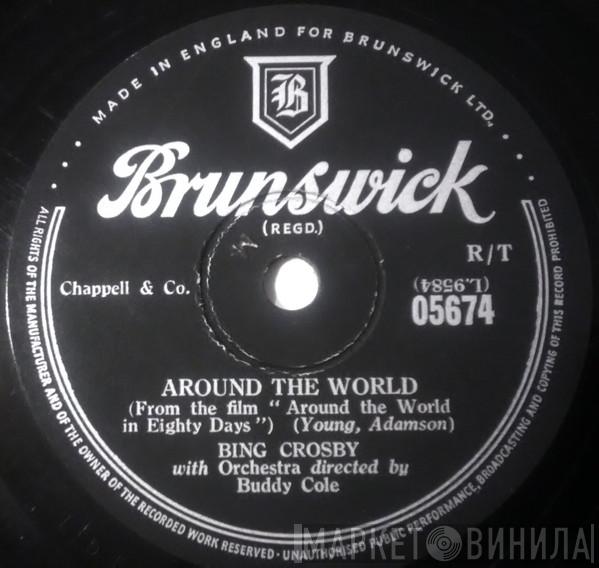 MADE IN ENGLAND FOR BRUNSWICK LTD.
B
Brunswick
(REGD.)
R/T
Chappell & Co.
(L.9584)
05674
AROUND THE WORLD
(From the film "Around the World
in Eighty Days") (Young, Adamson)
BING CROSBY
with Orchestra directed by
Buddy Cole
ALL RIGHTS OF THE MANUFACTURER AND OF THE OWNER OF THE RECORDED WORK RESERVED · UNAUTHORISED PUBLIC PERFORMANCE, BROADCASTING AND COPYING OF THIS RECORD PROHIBITED
МАРКЕТ ВИНИЛА